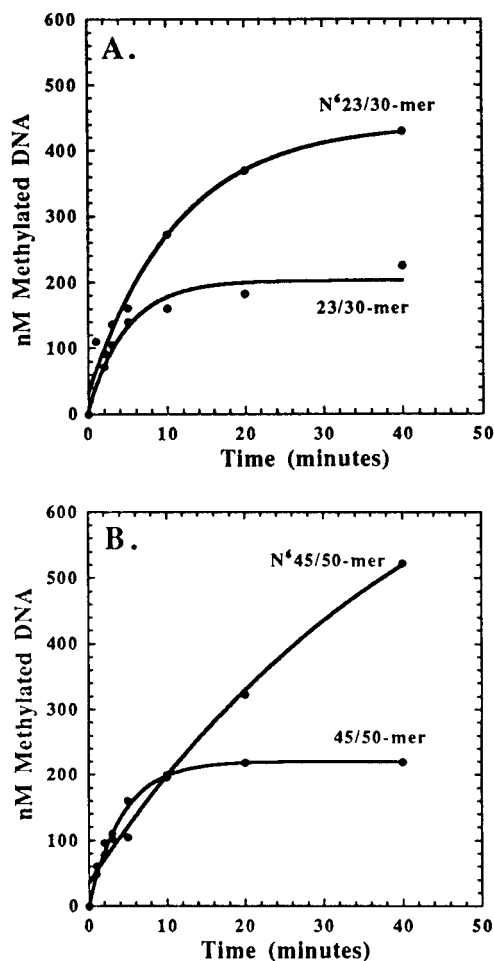 A.
600
500
400
300
200
100
0
nM Methylated DNA
N⁶23/30-mer
23/30-mer
0 10 20 30 40 50
Time (minutes)
B.
600
500
400
300
200
100
0
nM Methylated DNA
N⁶45/50-mer
45/50-mer
0 10 20 30 40 50
Time (minutes)